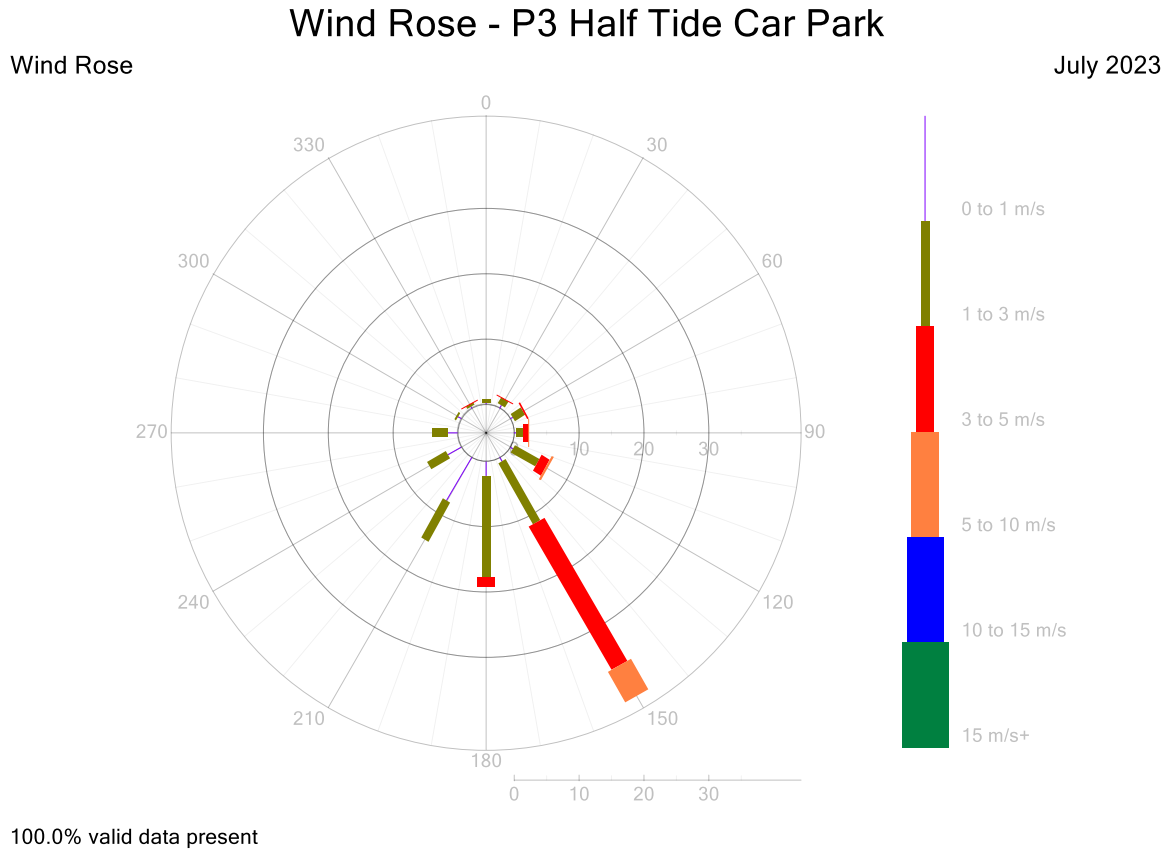 Wind Rose - P3 Half Tide Car Park
Wind Rose
July 2023
0
330
30
300
60
270
90
10
20
30
240
120
210
150
180
0
10
20
30
0 to 1 m/s
1 to 3 m/s
3 to 5 m/s
5 to 10 m/s
10 to 15 m/s
15 m/s+
100.0% valid data present